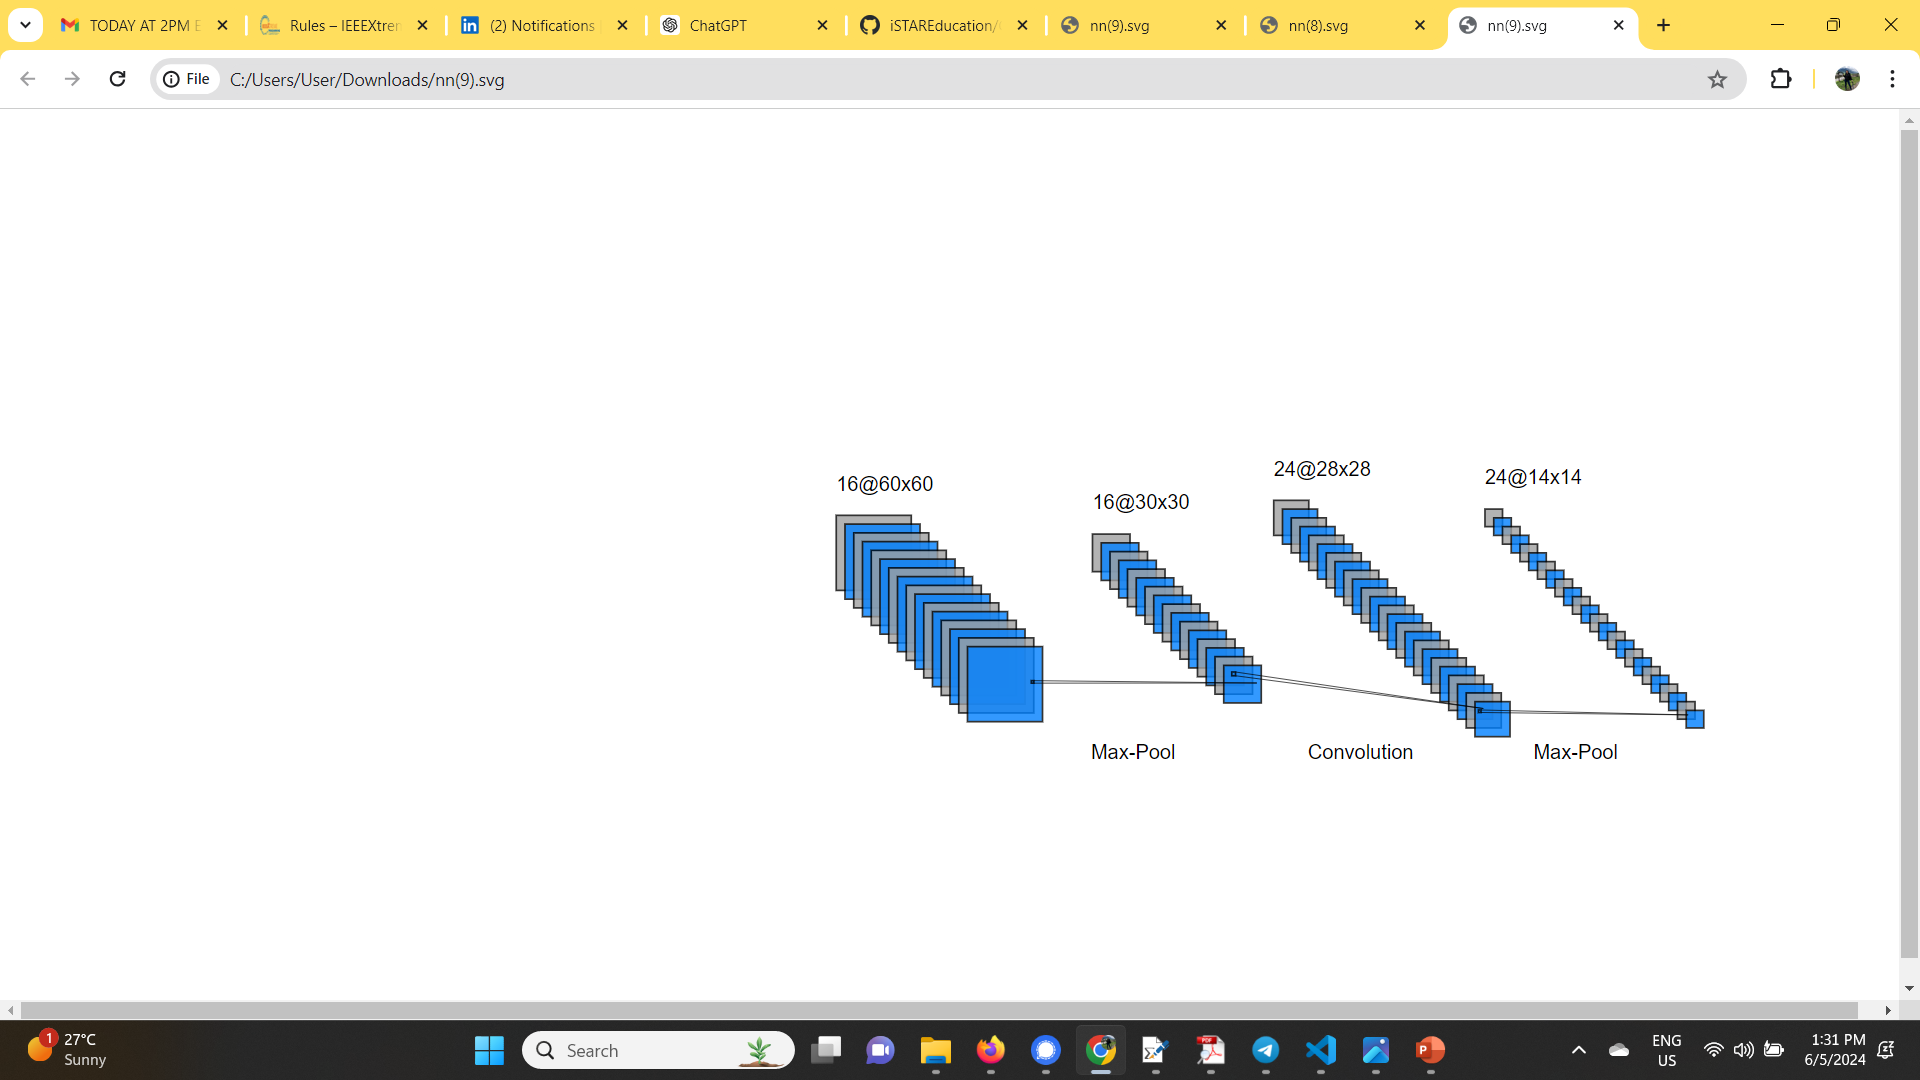 TODAY AT 2PM E
Rules – IEEEXtrem
(2) Notifications
ChatGPT
iSTAREducation/
nn(9).svg
nn(8).svg
nn(9).svg
File
C:/Users/User/Downloads/nn(9).svg
24@28x28
24@14x14
16@60x60
16@30x30
Max-Pool
Convolution
Max-Pool
1
27°C
Sunny
Search
ENG
US
1:31 PM
6/5/2024